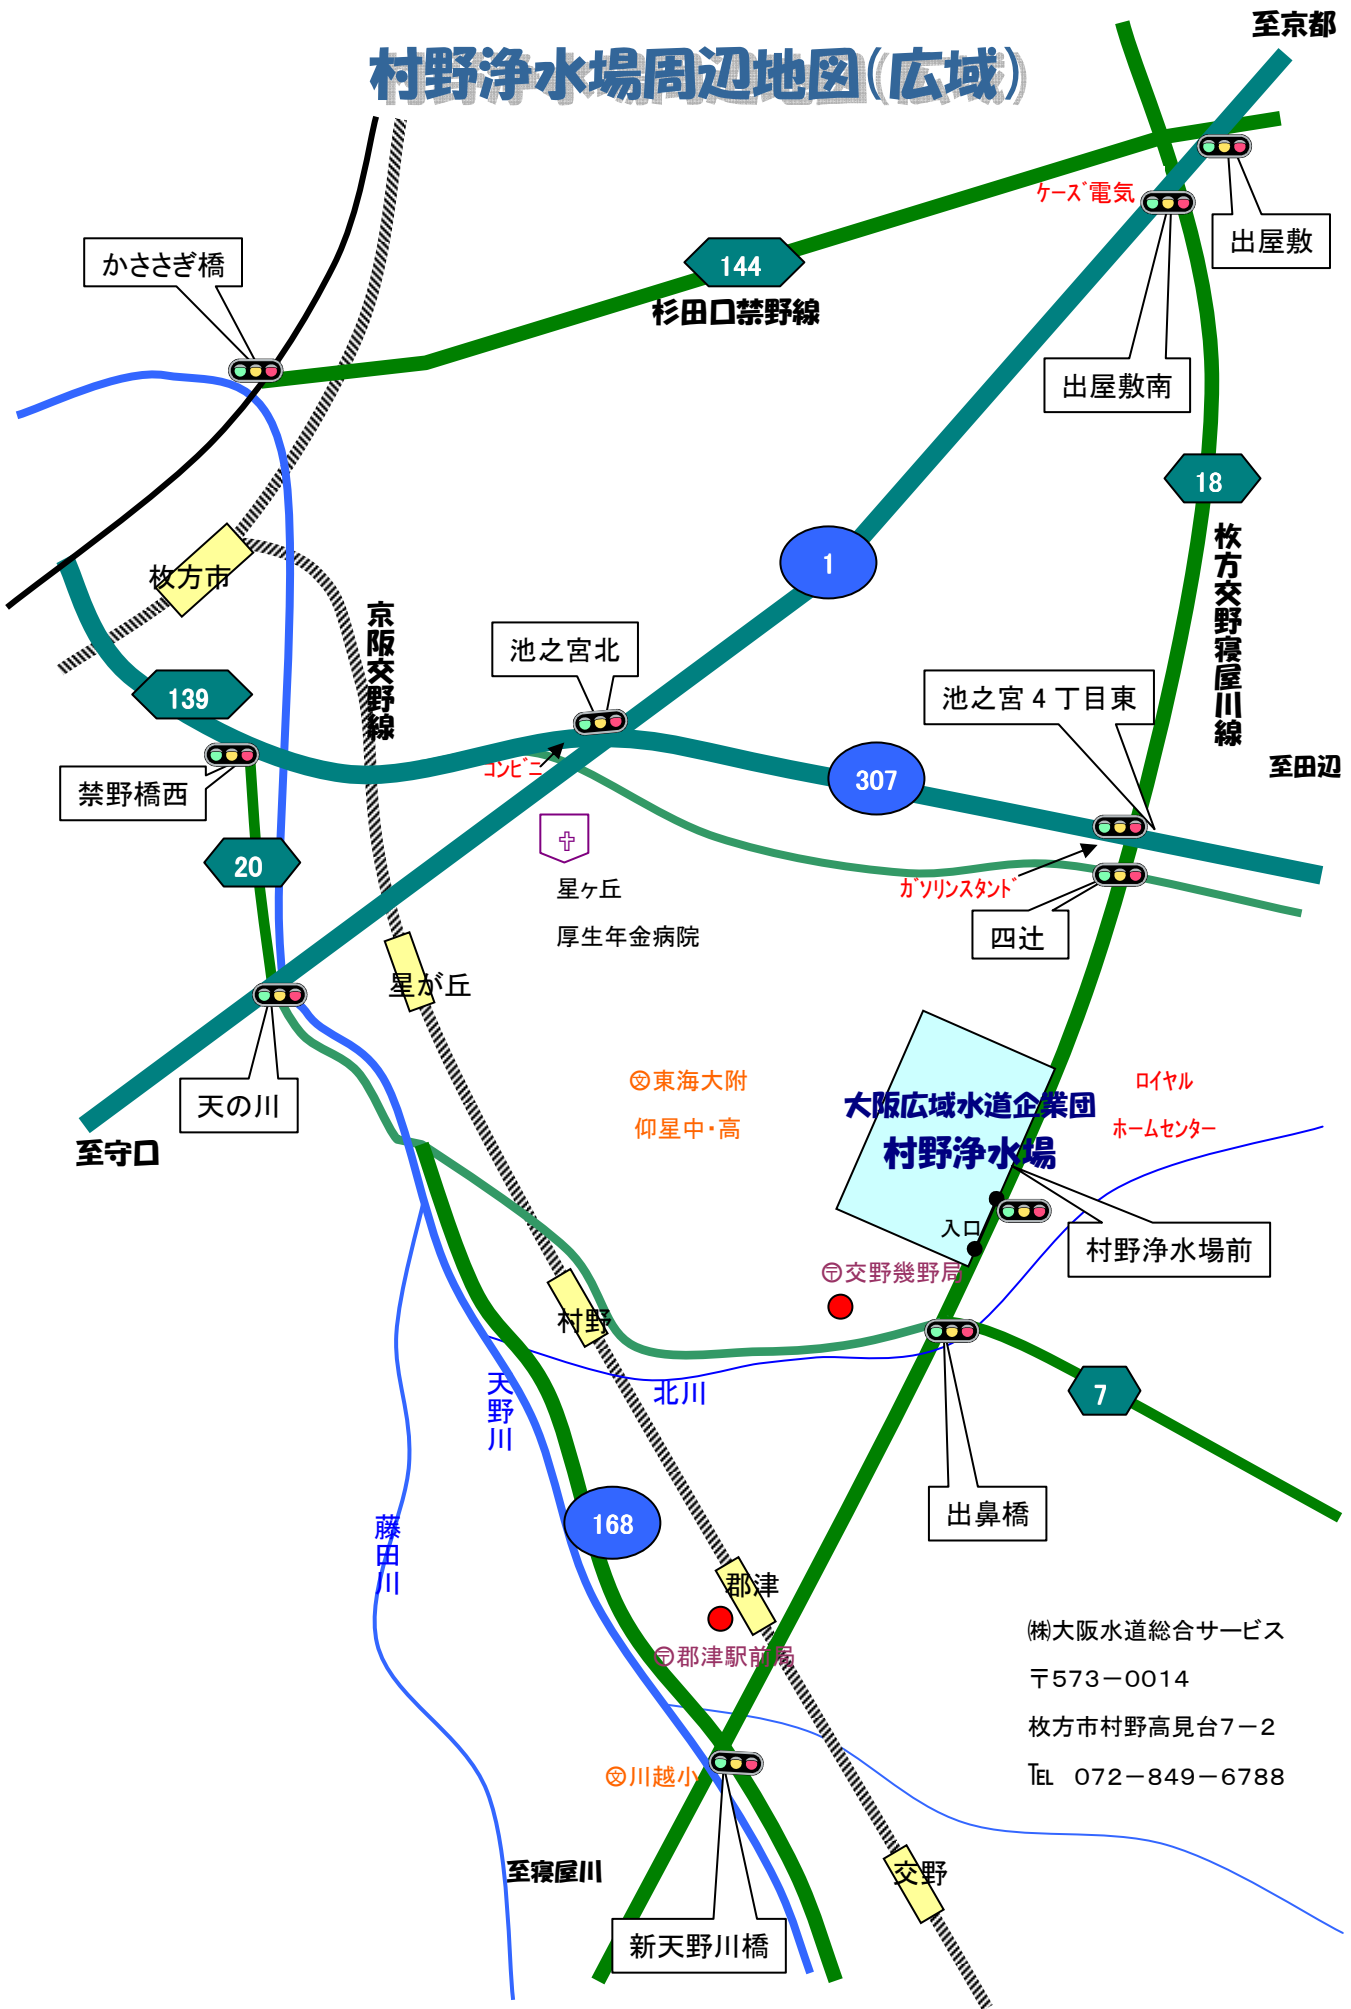 至京都
村野浄水場周辺地図(広域)
ｹｰｽﾞ電気
出屋敷
かささぎ橋
144
杉田口禁野線
出屋敷南
18
枚方交野寝屋川線
1
枚方市
京阪交野線
池之宮北
139
池之宮４丁目東
至田辺
ｺﾝﾋﾞﾆ
307
禁野橋西
20
星ヶ丘
厚生年金病院
ｶﾞｿﾘﾝｽﾀﾝﾄﾞ
四辻
星が丘
天の川
至守口
㊫東海大附
仰星中・高
大阪広域水道企業団
村野浄水場
ﾛｲﾔﾙ
ﾎｰﾑｾﾝﾀｰ
入口
村野浄水場前
〶交野幾野局
村野
天野川
北川
7
藤田川
168
出鼻橋
郡津
〶郡津駅前局
㈱大阪水道総合サービス
〒573－0014
枚方市村野高見台7－2
℡　072－849－6788
㊫川越小
至寝屋川
交野
新天野川橋